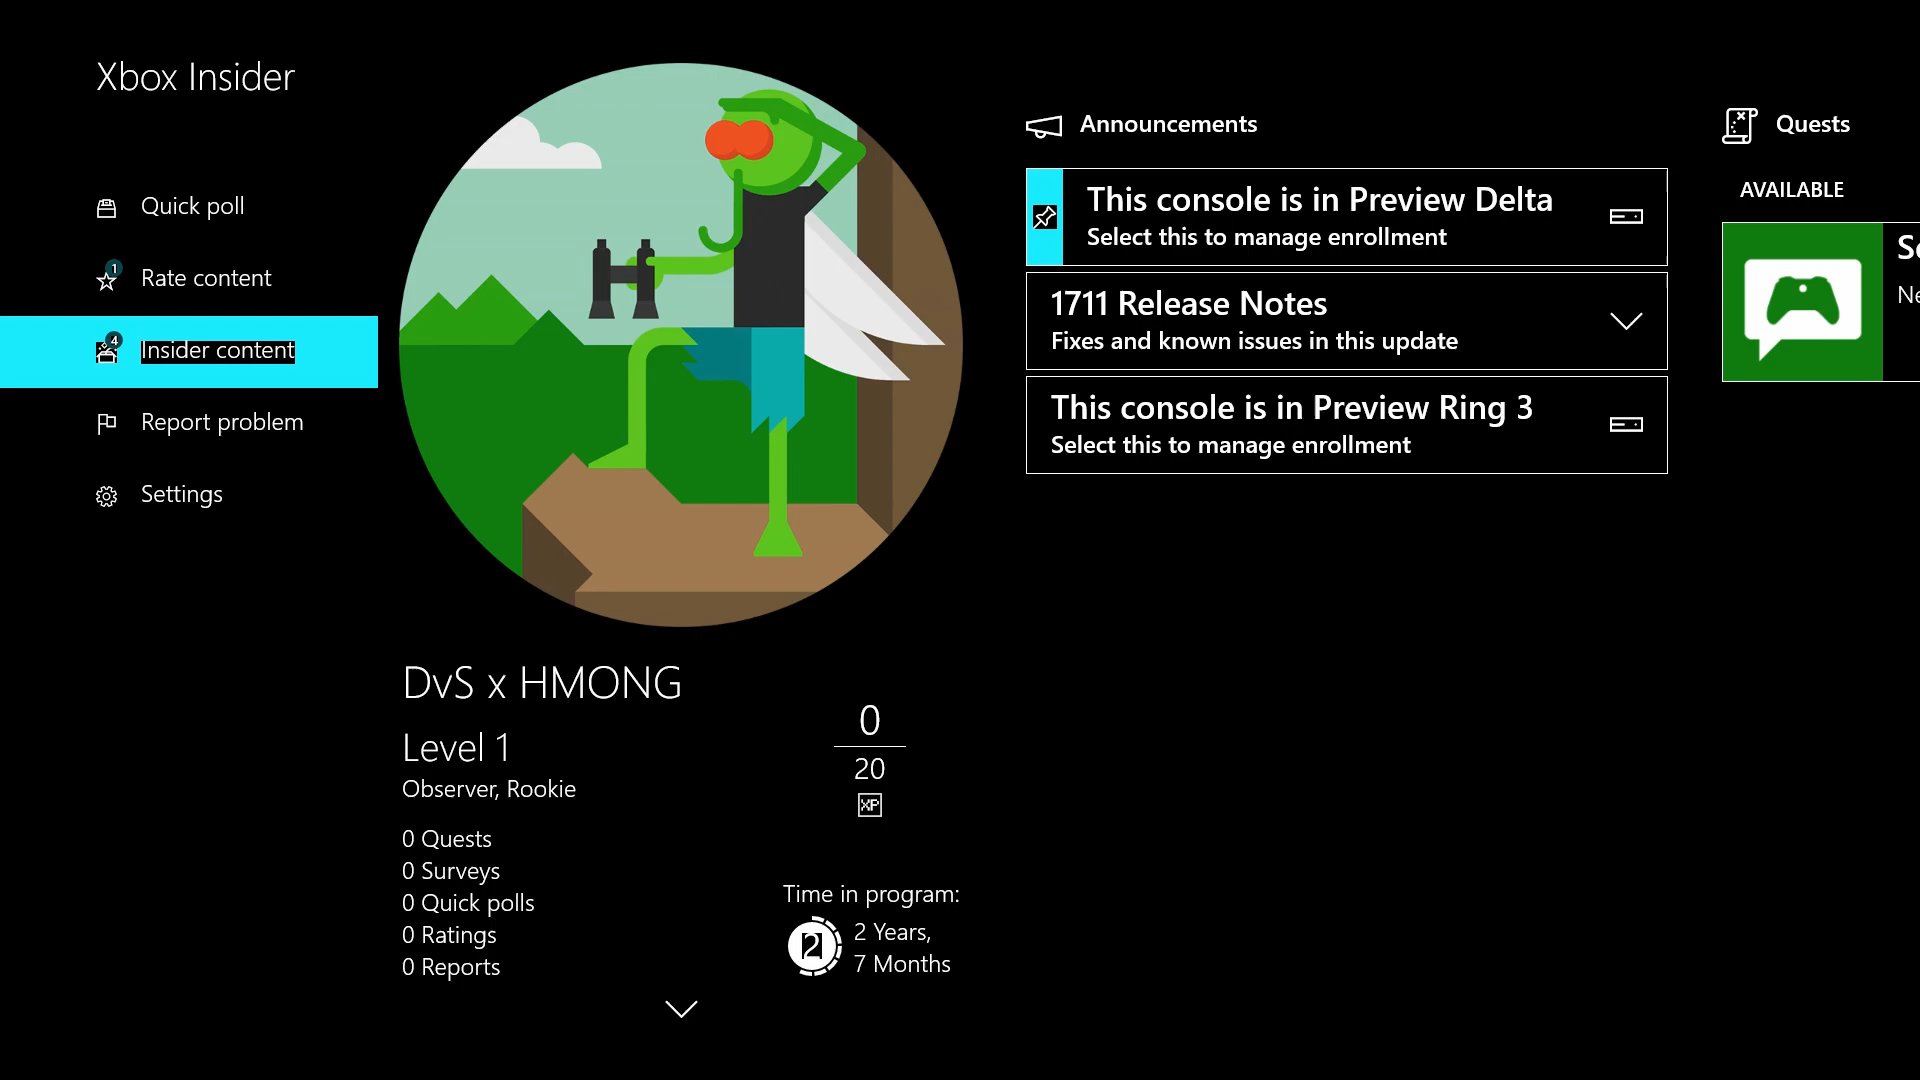 Xbox Insider
Quick poll
1
Rate content
4
Insider content
Report problem
Settings
DvS x HMONG
Level 1
Observer, Rookie
0 Quests
0 Surveys
0 Quick polls
0 Ratings
0 Reports
0
20
XP
Time in program:
2
2 Years,
7 Months
Announcements
This console is in Preview Delta
Select this to manage enrollment
1711 Release Notes
Fixes and known issues in this update
This console is in Preview Ring 3
Select this to manage enrollment
Quests
AVAILABLE